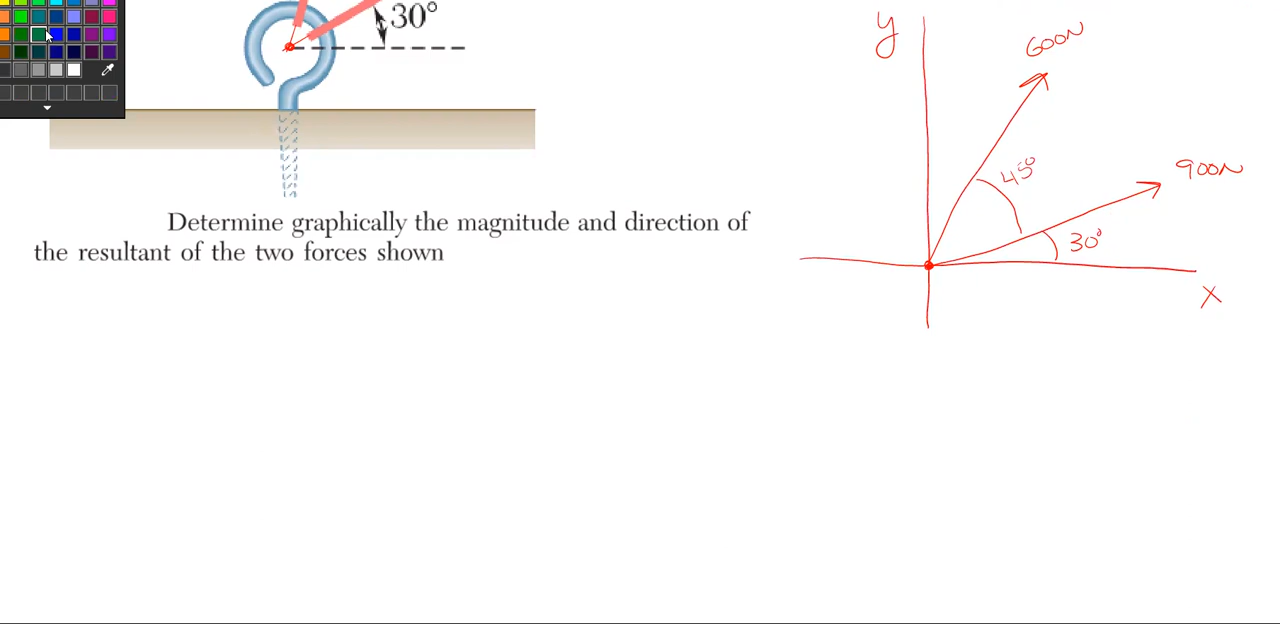 30°
Determine graphically the magnitude and direction of
the resultant of the two forces shown
y
600N
45°
900N
30°
x